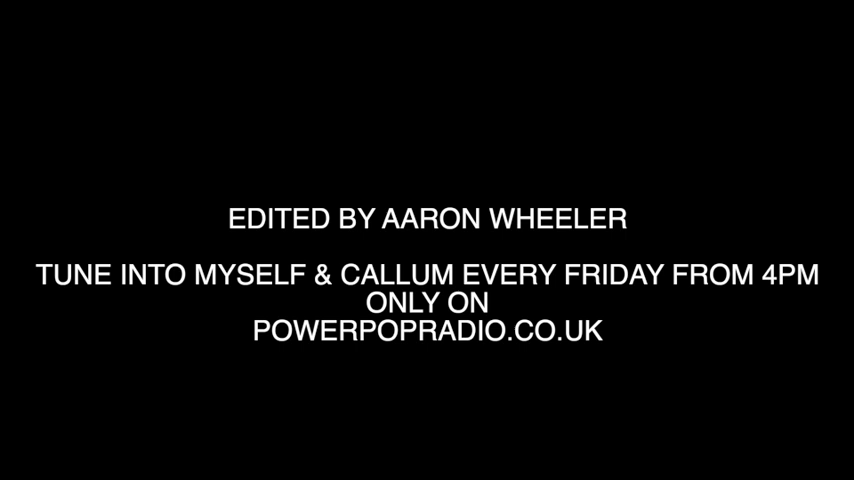 EDITED BY AARON WHEELER
TUNE INTO MYSELF & CALLUM EVERY FRIDAY FROM 4PM
ONLY ON
POWERPOPRADIO.CO.UK